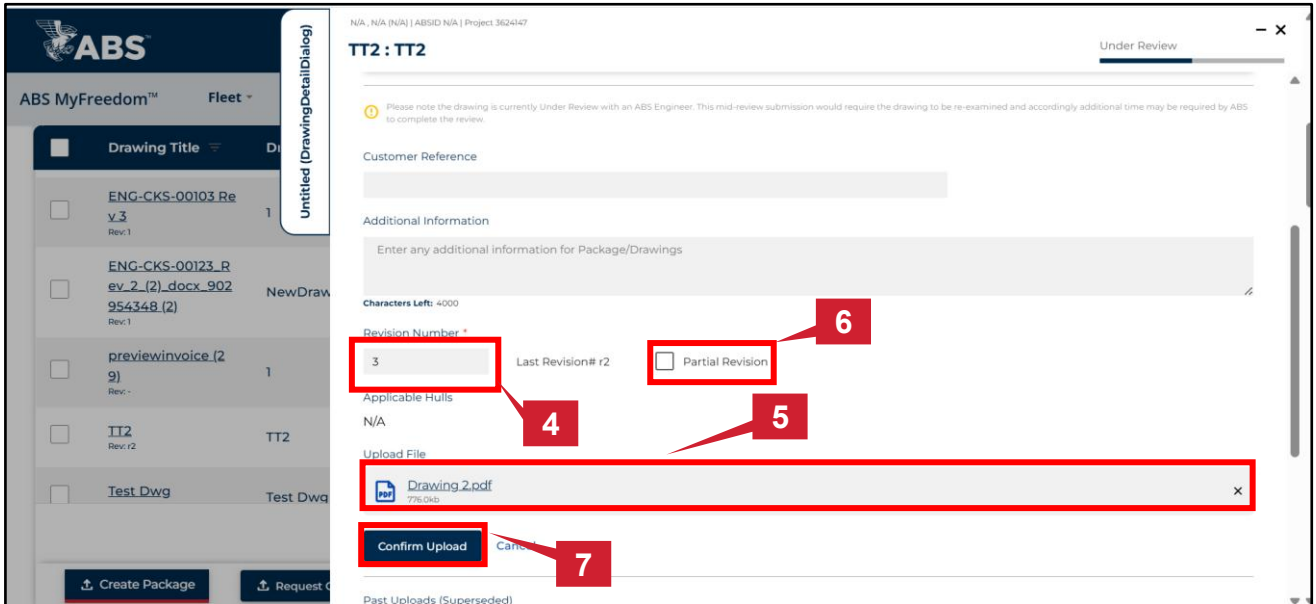 ABS
ABS MyFreedom™
Fleet
Drawing Title
ENG-CKS-00103 Re
v 3
Rev: 1
1
ENG-CKS-00123_R
ev_2_(2)_docx_902
954348 (2)
Rev: 1
NewDraw
previewinvoice (2
9)
Rev: -
1
TT2
Rev: r2
TT2
Test Dwg
Test Dwg
Create Package
Request
Untitled (DrawingDetailDialog)
N/A , N/A (N/A) | ABSID N/A | Project 3624147
TT2 : TT2
Under Review
Please note the drawing is currently Under Review with an ABS Engineer. This mid-review submission would require the drawing to be re-examined and accordingly additional time may be required by ABS
to complete the review.
Customer Reference
Additional Information
Enter any additional information for Package/Drawings
Characters Left: 4000
6
Revision Number *
3
Last Revision# r2
Partial Revision
Applicable Hulls
4
5
N/A
Upload File
PDF
Drawing 2.pdf
776.0kb
Confirm Upload
Cancel
7
Past Uploads (Superseded)